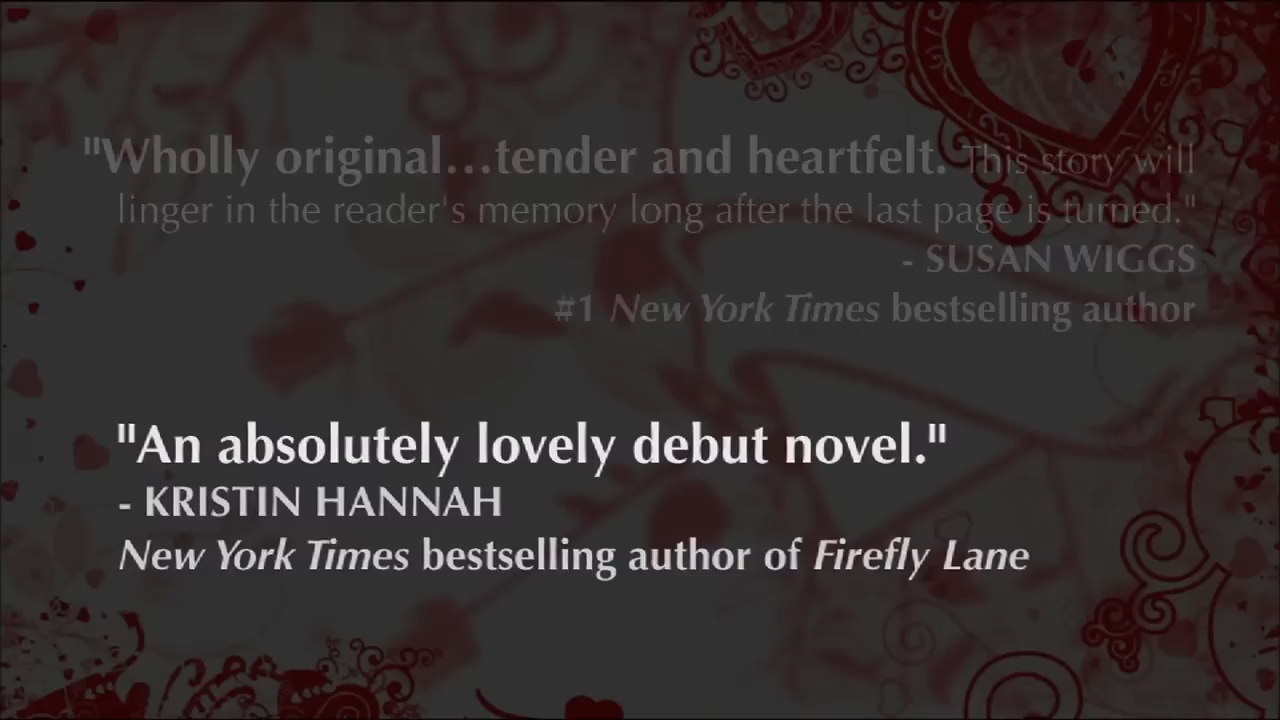 "Wholly original...tender and heartfelt. This story will
linger in the reader's memory long after the last page is turned."
- SUSAN WIGGS
#1 New York Times bestselling author
"An absolutely lovely debut novel."
- KRISTIN HANNAH
New York Times bestselling author of Firefly Lane